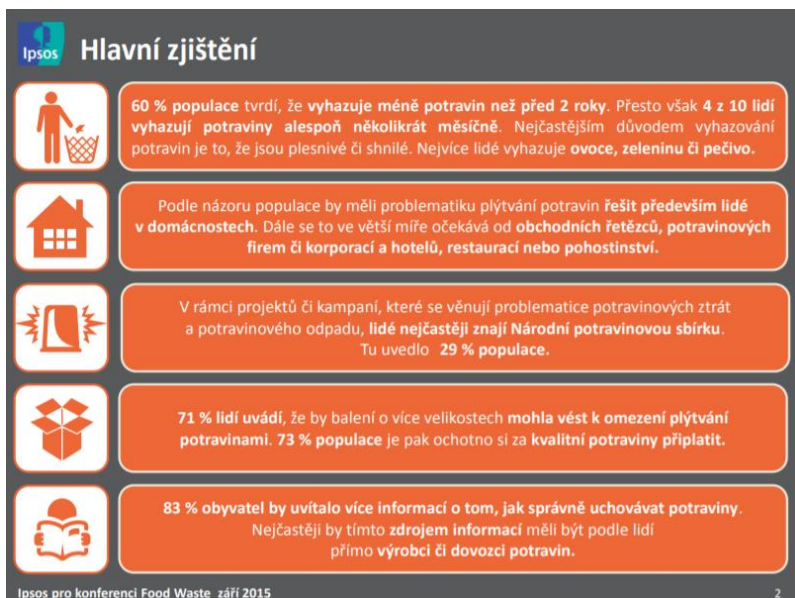 Ipsos
Hlavní zjištění
60 % populace tvrdí, že vyhazuje méně potravin než před 2 roky. Přesto však 4 z 10 lidí
vyhazují potraviny alespoň několikrát měsíčně. Nejčastějším důvodem vyhazování
potravin je to, že jsou plesnivé či shnilé. Nejvíce lidé vyhazuje ovoce, zeleninu či pečivo.
Podle názoru populace by měli problematiku plýtvání potravin řešit především lidé
v domácnostech. Dále se to ve větší míře očekává od obchodních řetězců, potravinových
firem či korporací a hotelů, restaurací nebo pohostinství.
V rámci projektů či kampaní, které se věnují problematice potravinových ztrát
a potravinového odpadu, lidé nejčastěji znají Národní potravinovou sbírku.
Tu uvedlo 29 % populace.
71 % lidí uvádí, že by balení o více velikostech mohla vést k omezení plýtvání
potravinami. 73 % populace je pak ochotno si za kvalitní potraviny připlatit.
83 % obyvatel by uvítalo více informací o tom, jak správně uchovávat potraviny.
Nejčastěji by tímto zdrojem informací měli být podle lidí
přímo výrobci či dovozci potravin.
Ipsos pro konferenci Food Waste září 2015
2